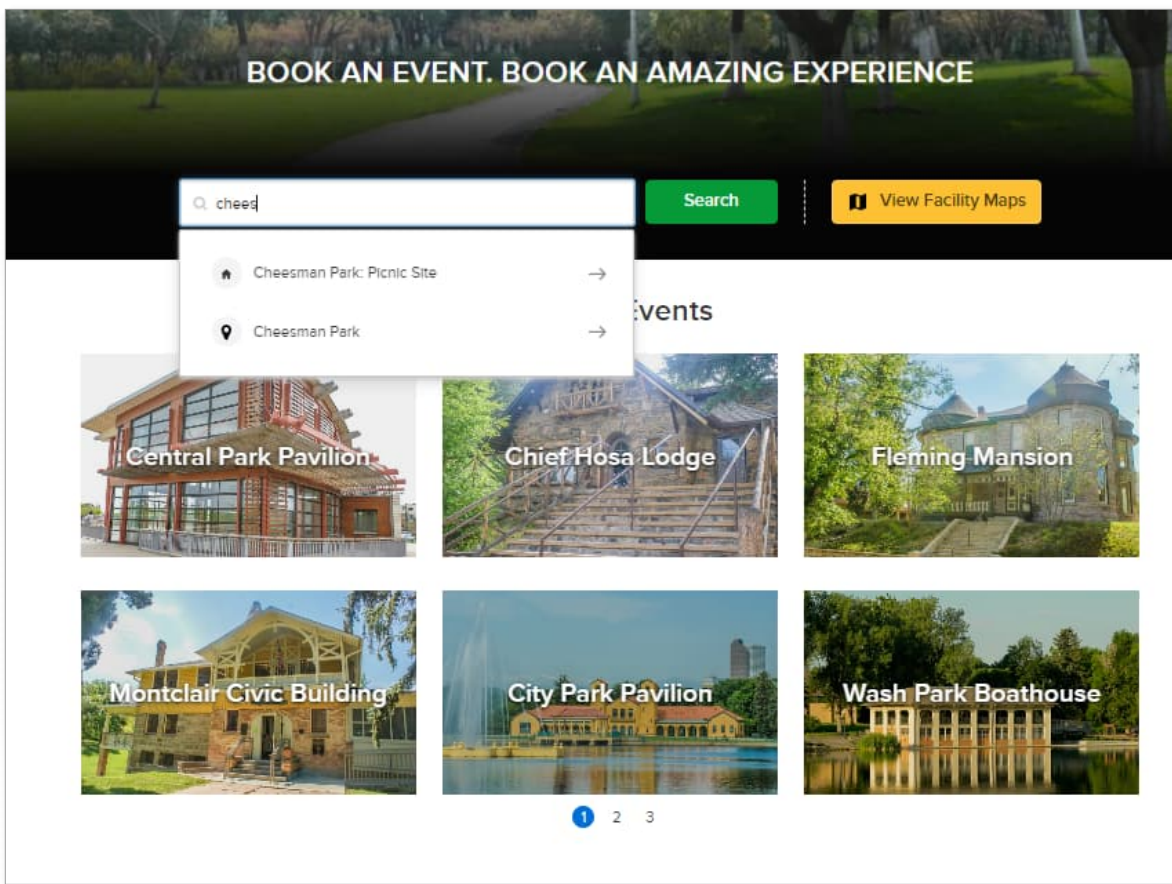 BOOK AN EVENT. BOOK AN AMAZING EXPERIENCE
chees
Search
View Facility Maps
Cheesman Park: Picnic Site
Cheesman Park
Events
Central Park Pavilion
Chief Hosa Lodge
Fleming Mansion
Montclair Civic Building
City Park Pavilion
Wash Park Boathouse
1 2 3